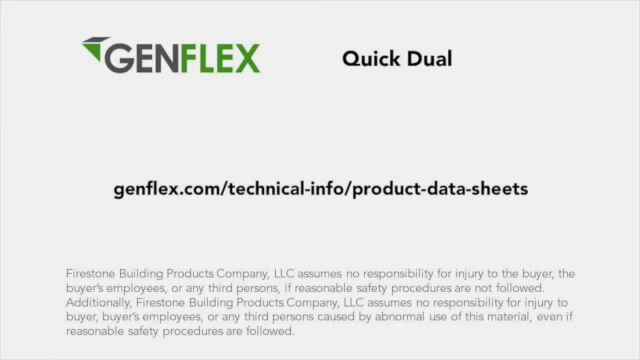 GENFLEX Quick Dual
genflex.com/technical-info/product-data-sheets
Firestone Building Products Company, LLC assumes no responsibility for injury to the buyer, the
buyer's employees, or any third persons, if reasonable safety procedures are not followed.
Additionally, Firestone Building Products Company, LLC assumes no responsibility for injury to
buyer, buyer's employees, or any third persons caused by abnormal use of this material, even if
reasonable safety procedures are followed.